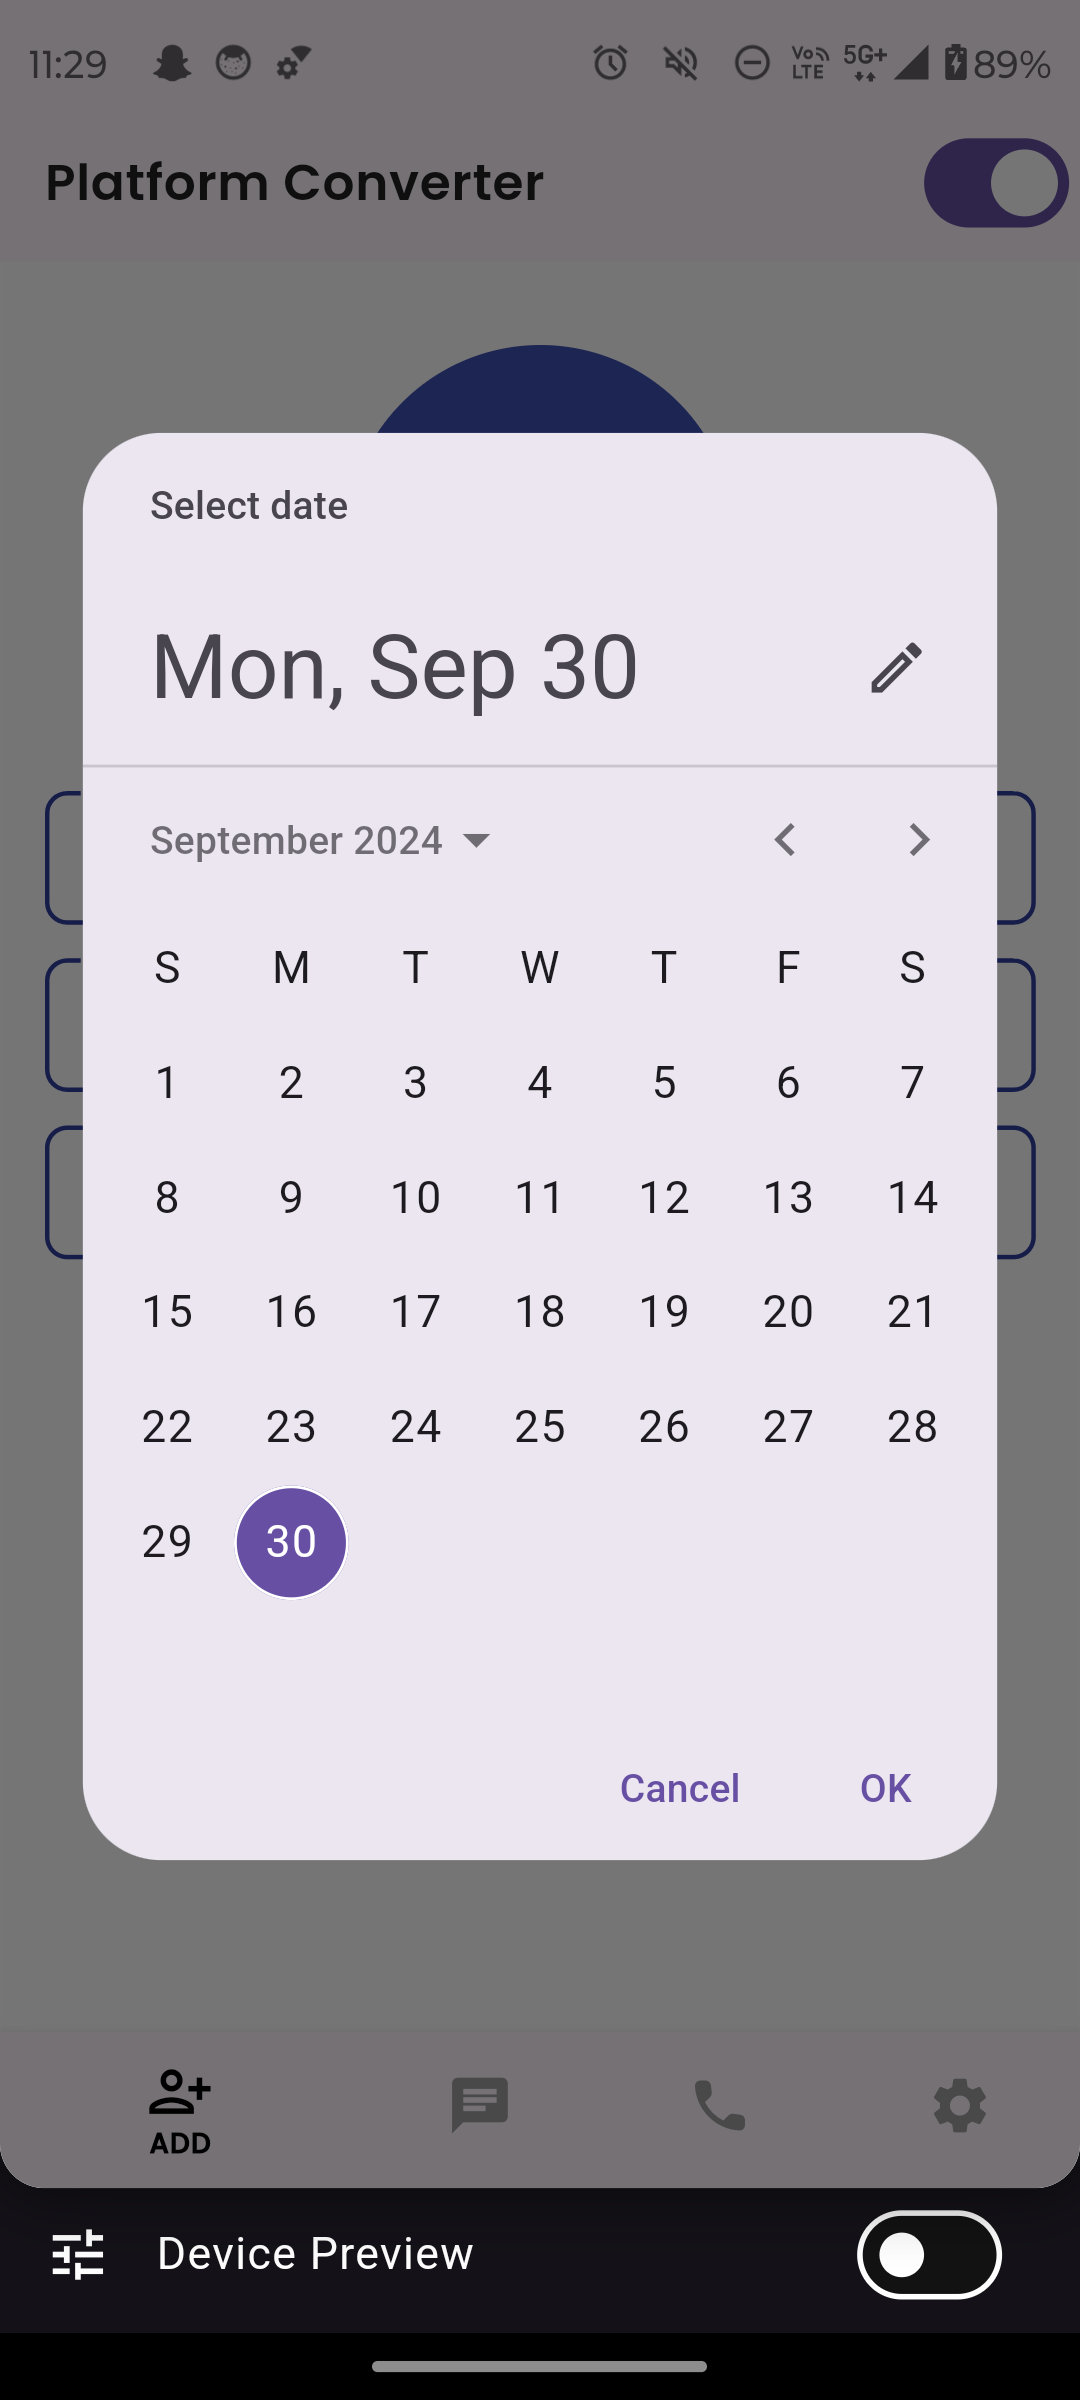 11:29 VoLTE 5G+ 89%
Platform Converter
Select date
Mon, Sep 30
September 2024
S M T W T F S
1 2 3 4 5 6 7
8 9 10 11 12 13 14
15 16 17 18 19 20 21
22 23 24 25 26 27 28
29 30
Cancel OK
ADD
Device Preview